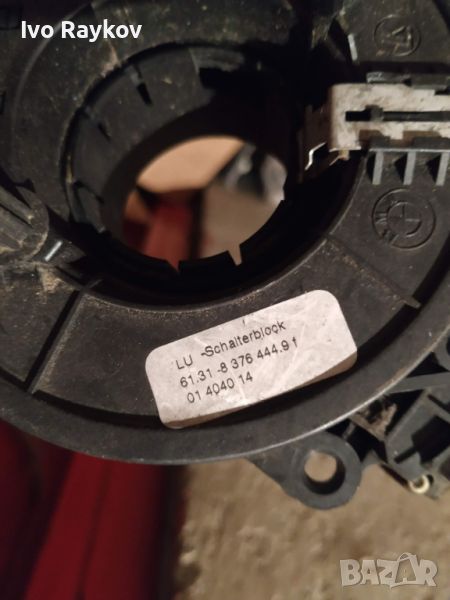 Ivo Raykov
LU -Schalterblock
61.31-8 376 444.9 f
01 4040 14
BAZAR